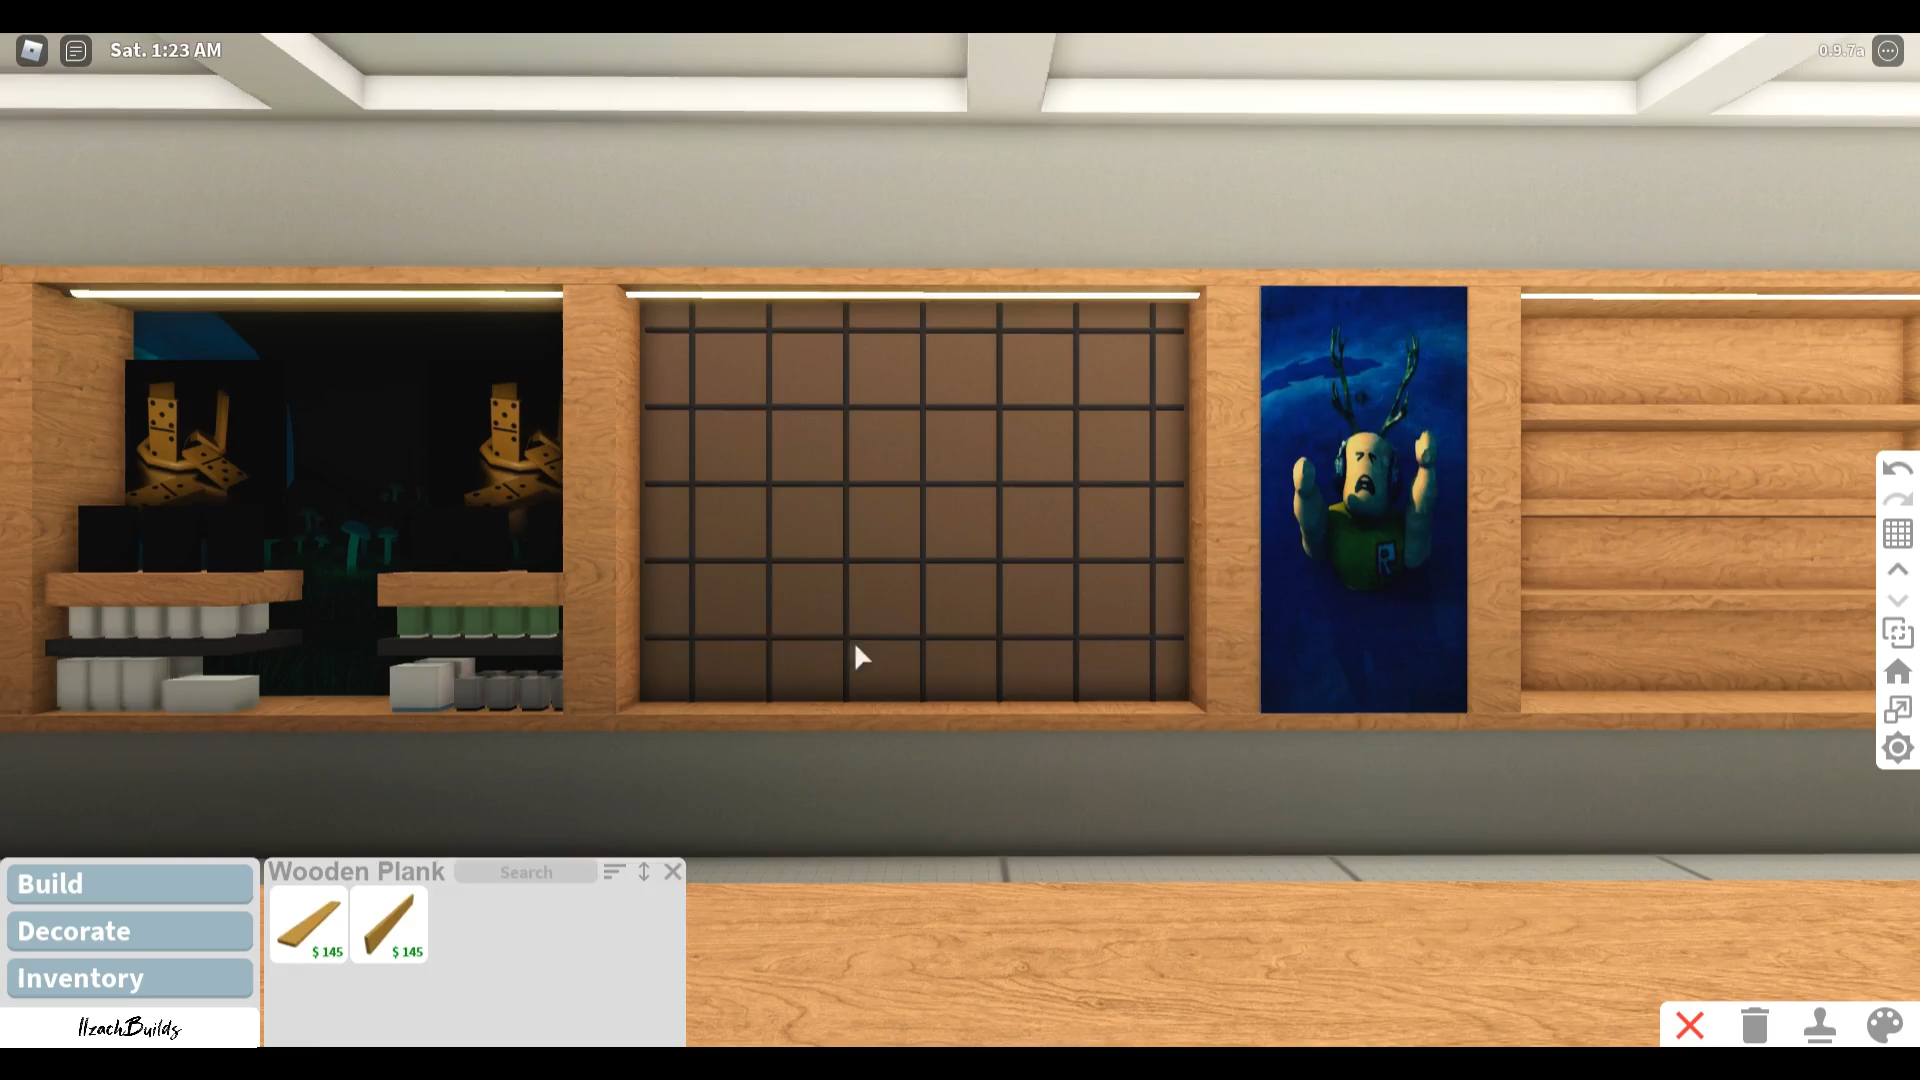 Sat. 1:23 AM
0.9.7a
R
Build
Decorate
Inventory
IIzachBuilds
Wooden Plank
Search
$ 145
$ 145